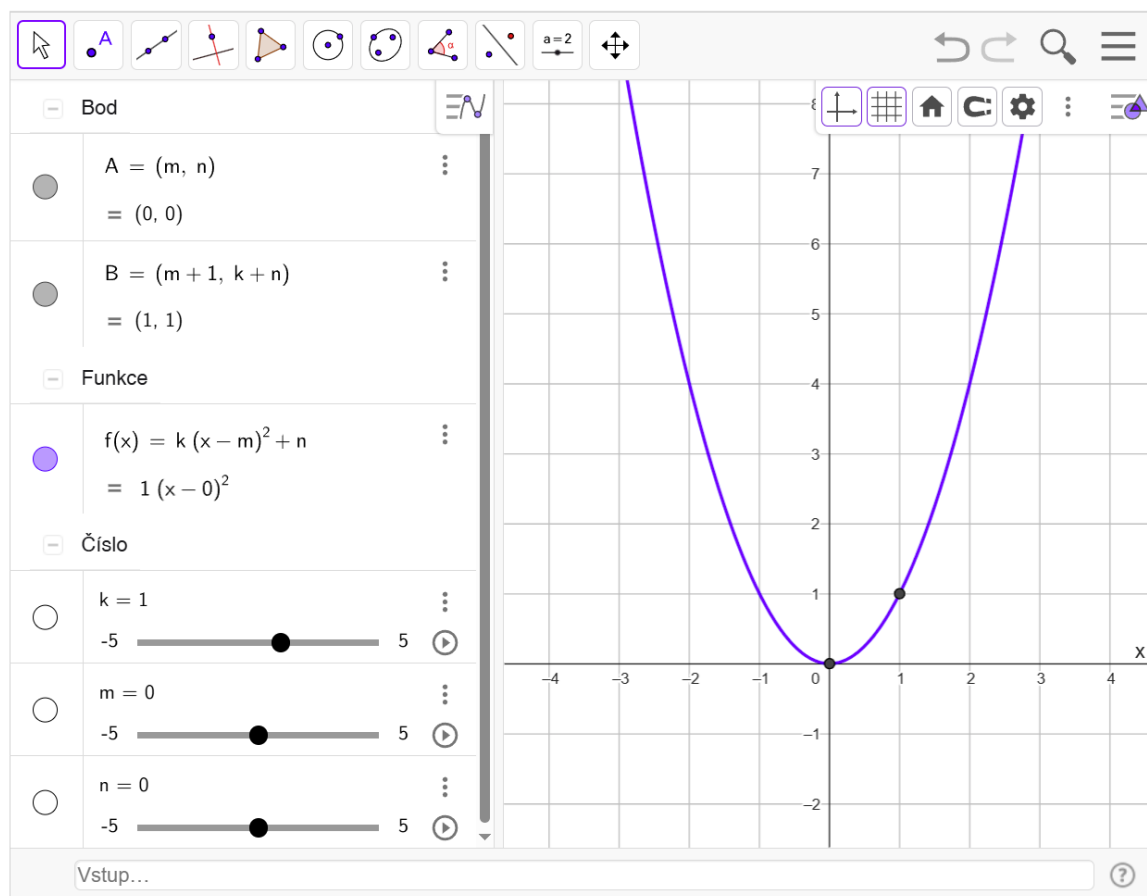 A
α
a = 2
Bod
A = (m, n)
= (0, 0)
B = (m + 1, k + n)
= (1, 1)
Funkce
f(x) = k (x − m)² + n
= 1 (x − 0)²
Číslo
k = 1
-5 5
m = 0
-5 5
n = 0
-5 5
8
7
6
5
4
3
2
1
x
–4 –3 –2 –1 0 1 2 3 4
–1
–2
Vstup…
?